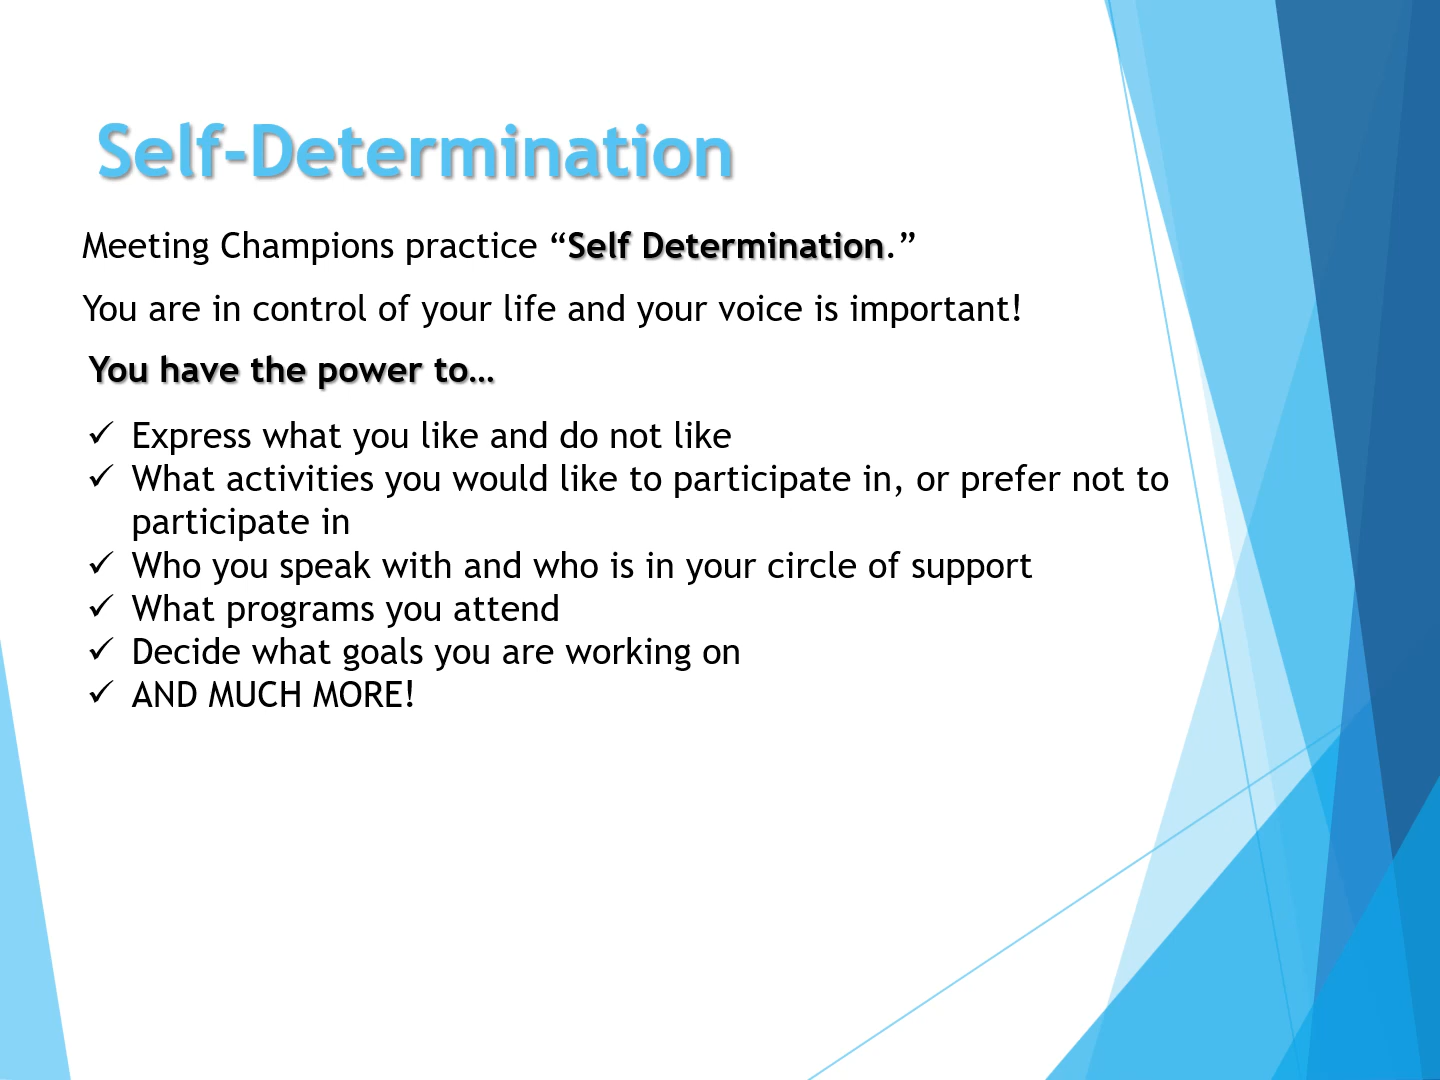 Self-Determination
Meeting Champions practice “Self Determination.”
You are in control of your life and your voice is important!
You have the power to…
✓ Express what you like and do not like
✓ What activities you would like to participate in, or prefer not to
participate in
✓ Who you speak with and who is in your circle of support
✓ What programs you attend
✓ Decide what goals you are working on
✓ AND MUCH MORE!